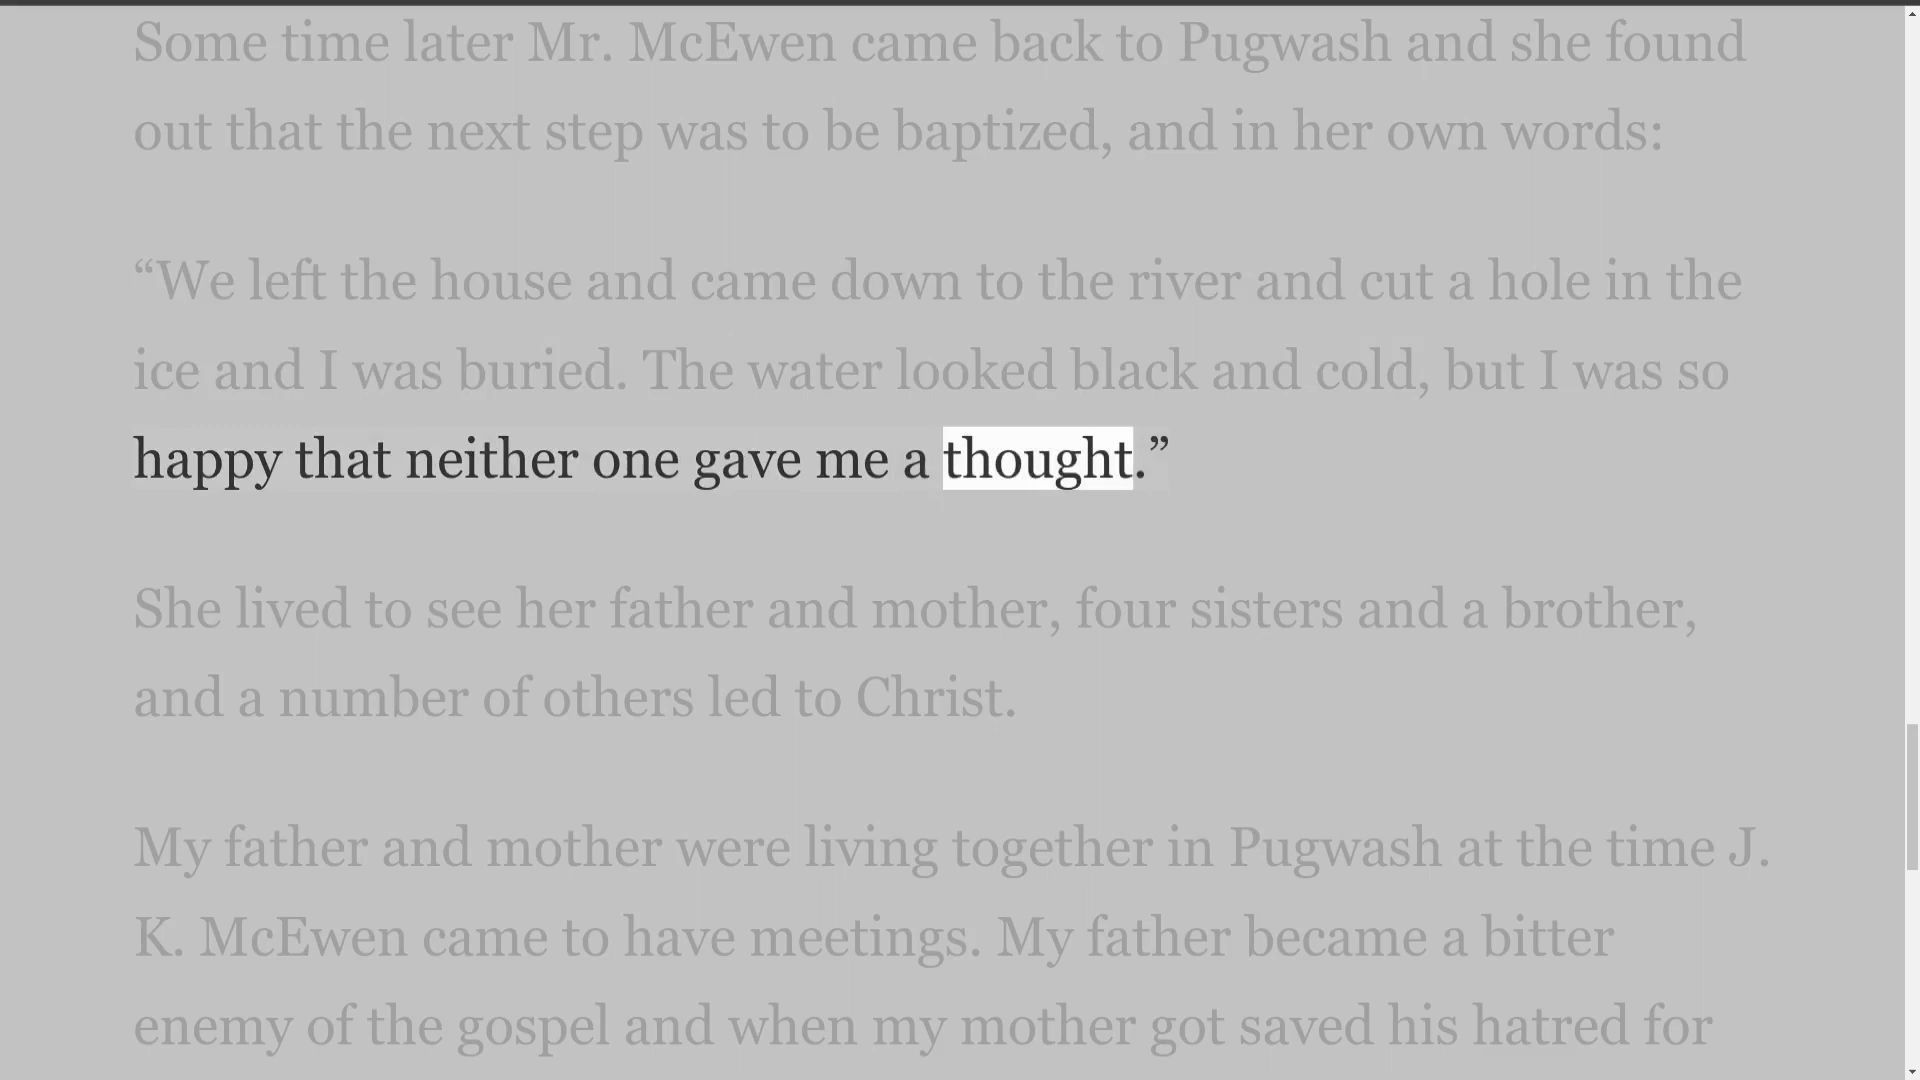 Some time later Mr. McEwen came back to Pugwash and she found
out that the next step was to be baptized, and in her own words:
“We left the house and came down to the river and cut a hole in the
ice and I was buried. The water looked black and cold, but I was so
happy that neither one gave me a thought.”
She lived to see her father and mother, four sisters and a brother,
and a number of others led to Christ.
My father and mother were living together in Pugwash at the time J.
K. McEwen came to have meetings. My father became a bitter
enemy of the gospel and when my mother got saved his hatred for